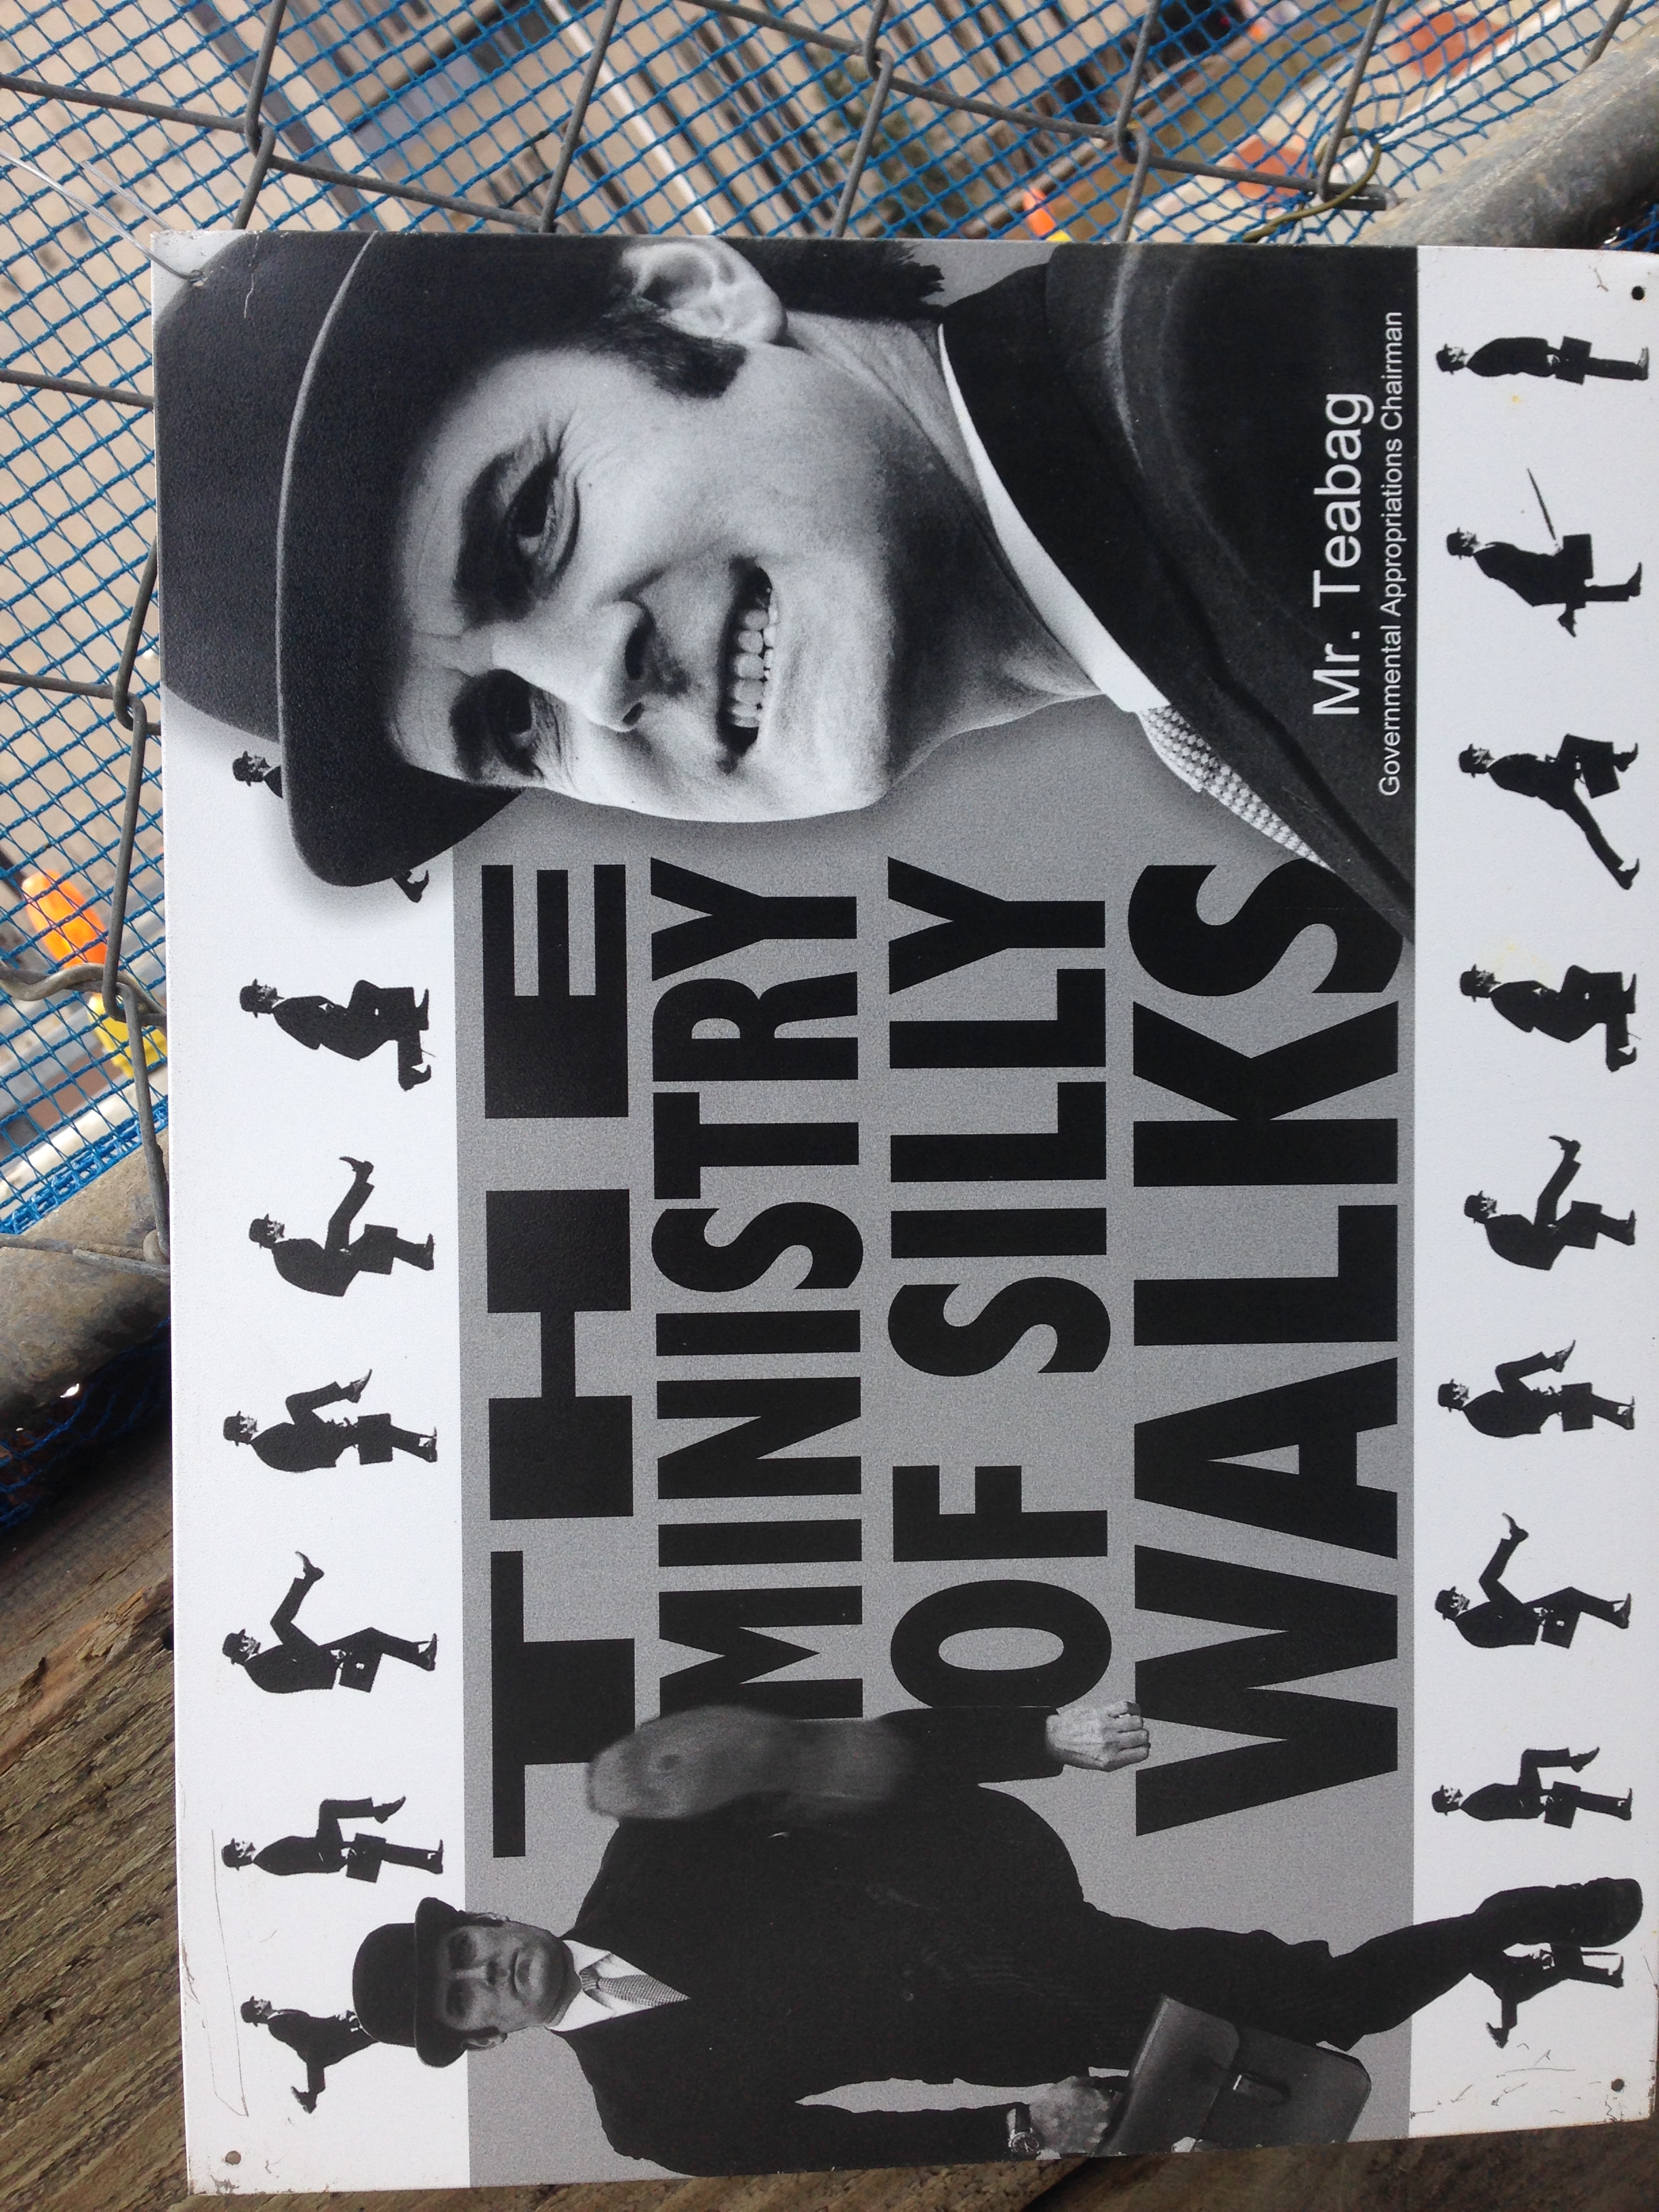 THE
MINISTRY
OF SILLY
WALKS
Mr. Teabag
Governmental Appropriations Chairman